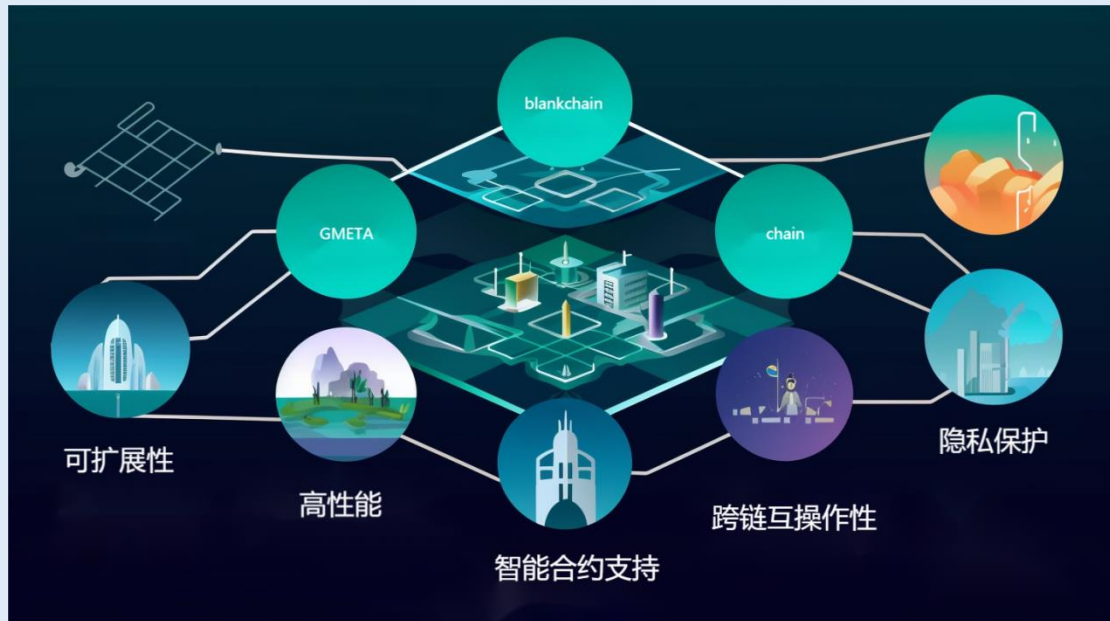 blankchain
GMETA
chain
可扩展性
高性能
智能合约支持
跨链互操作性
隐私保护